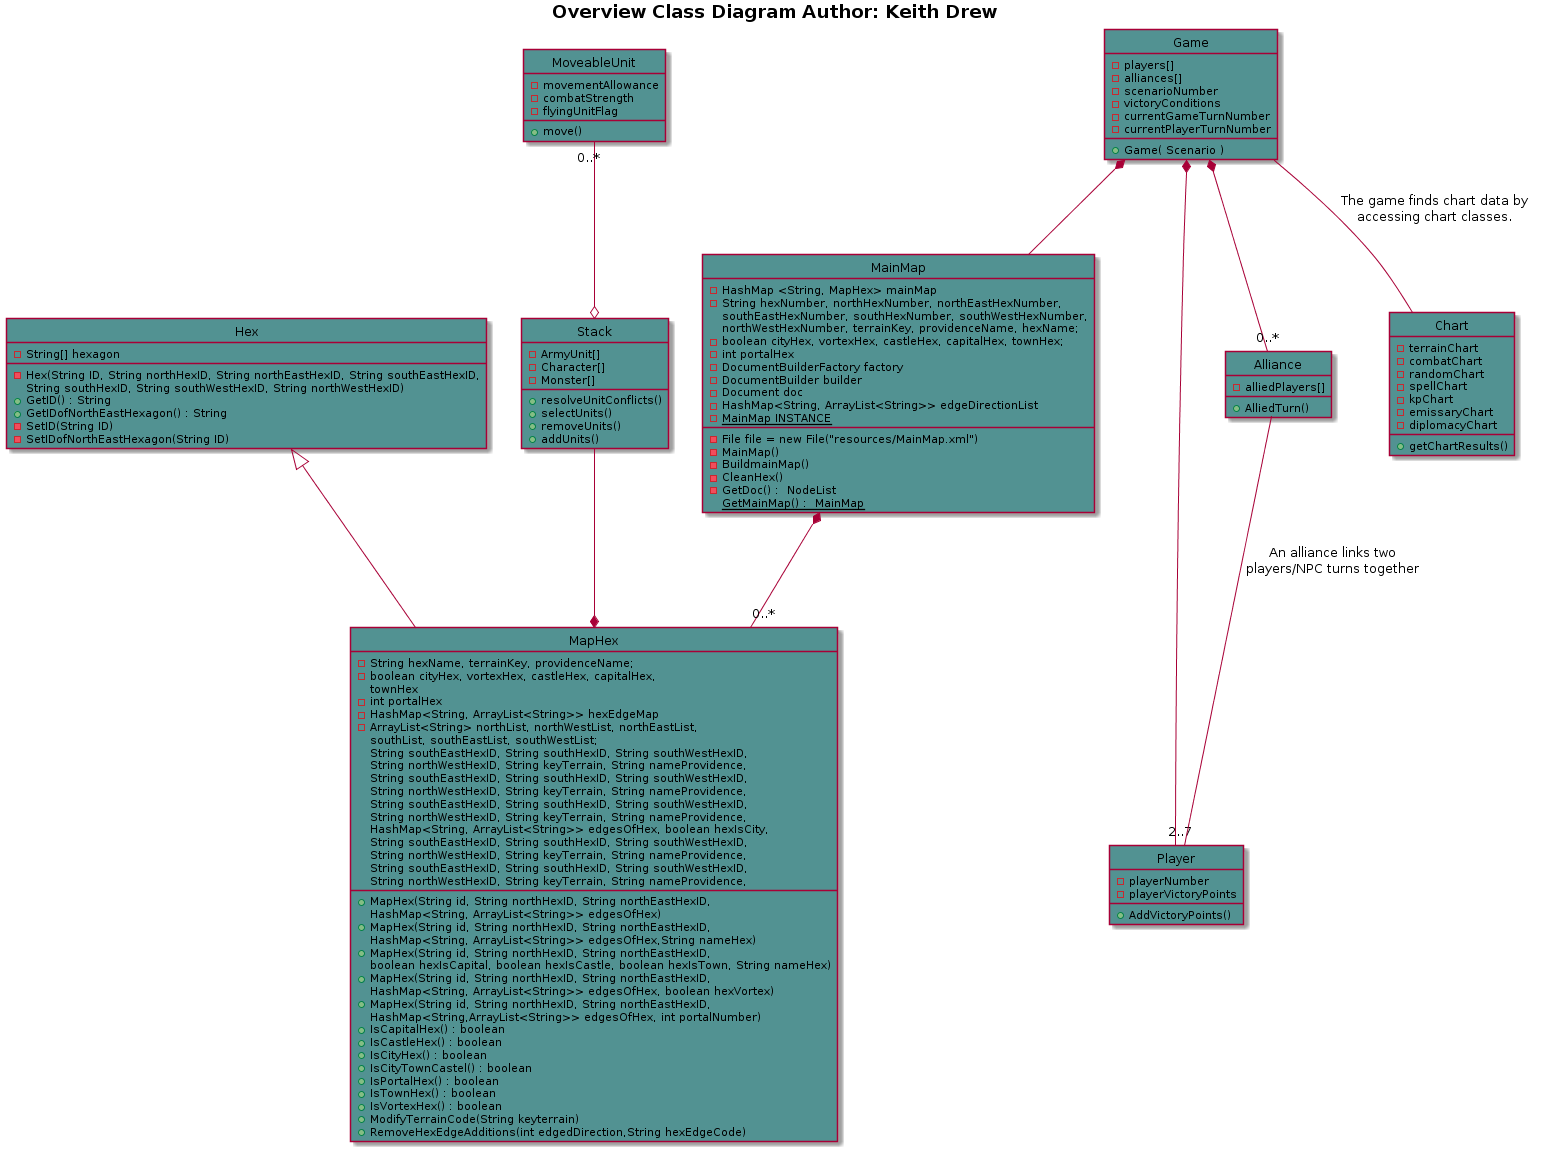 Overview Class Diagram Author: Keith Drew
MoveableUnit
movementAllowance
combatStrength
flyingUnitFlag
move()
0..*
Game
players[]
alliances[]
scenarioNumber
victoryConditions
currentGameTurnNumber
currentPlayerTurnNumber
Game( Scenario )
The game finds chart data by
accessing chart classes.
Hex
String[] hexagon
Hex(String ID, String northHexID, String northEastHexID, String southEastHexID,
String southHexID, String southWestHexID, String northWestHexID)
GetID() : String
GetIDofNorthEastHexagon() : String
SetID(String ID)
SetIDofNorthEastHexagon(String ID)
Stack
ArmyUnit[]
Character[]
Monster[]
resolveUnitConflicts()
selectUnits()
removeUnits()
addUnits()
MainMap
HashMap <String, MapHex> mainMap
String hexNumber, northHexNumber, northEastHexNumber,
southEastHexNumber, southHexNumber, southWestHexNumber,
northWestHexNumber, terrainKey, providenceName, hexName;
boolean cityHex, vortexHex, castleHex, capitalHex, townHex;
int portalHex
DocumentBuilderFactory factory
DocumentBuilder builder
Document doc
HashMap<String, ArrayList<String>> edgeDirectionList
MainMap INSTANCE
File file = new File("resources/MainMap.xml")
MainMap()
BuildmainMap()
CleanHex()
GetDoc() :  NodeList
GetMainMap() :  MainMap
0..*
Alliance
alliedPlayers[]
AlliedTurn()
Chart
terrainChart
combatChart
randomChart
spellChart
kpChart
emissaryChart
diplomacyChart
getChartResults()
An alliance links two
players/NPC turns together
0..*
MapHex
String hexName, terrainKey, providenceName;
boolean cityHex, vortexHex, castleHex, capitalHex,
townHex
int portalHex
HashMap<String, ArrayList<String>> hexEdgeMap
ArrayList<String> northList, northWestList, northEastList,
southList, southEastList, southWestList;
String southEastHexID, String southHexID, String southWestHexID,
String northWestHexID, String keyTerrain, String nameProvidence,
String southEastHexID, String southHexID, String southWestHexID,
String northWestHexID, String keyTerrain, String nameProvidence,
String southEastHexID, String southHexID, String southWestHexID,
String northWestHexID, String keyTerrain, String nameProvidence,
HashMap<String, ArrayList<String>> edgesOfHex, boolean hexIsCity,
String southEastHexID, String southHexID, String southWestHexID,
String northWestHexID, String keyTerrain, String nameProvidence,
String southEastHexID, String southHexID, String southWestHexID,
String northWestHexID, String keyTerrain, String nameProvidence,
MapHex(String id, String northHexID, String northEastHexID,
HashMap<String, ArrayList<String>> edgesOfHex)
MapHex(String id, String northHexID, String northEastHexID,
HashMap<String, ArrayList<String>> edgesOfHex,String nameHex)
MapHex(String id, String northHexID, String northEastHexID,
boolean hexIsCapital, boolean hexIsCastle, boolean hexIsTown, String nameHex)
MapHex(String id, String northHexID, String northEastHexID,
HashMap<String, ArrayList<String>> edgesOfHex, boolean hexVortex)
MapHex(String id, String northHexID, String northEastHexID,
HashMap<String,ArrayList<String>> edgesOfHex, int portalNumber)
IsCapitalHex() : boolean
IsCastleHex() : boolean
IsCityHex() : boolean
IsCityTownCastel() : boolean
IsPortalHex() : boolean
IsTownHex() : boolean
IsVortexHex() : boolean
ModifyTerrainCode(String keyterrain)
RemoveHexEdgeAdditions(int edgedDirection,String hexEdgeCode)
2..7
Player
playerNumber
playerVictoryPoints
AddVictoryPoints()